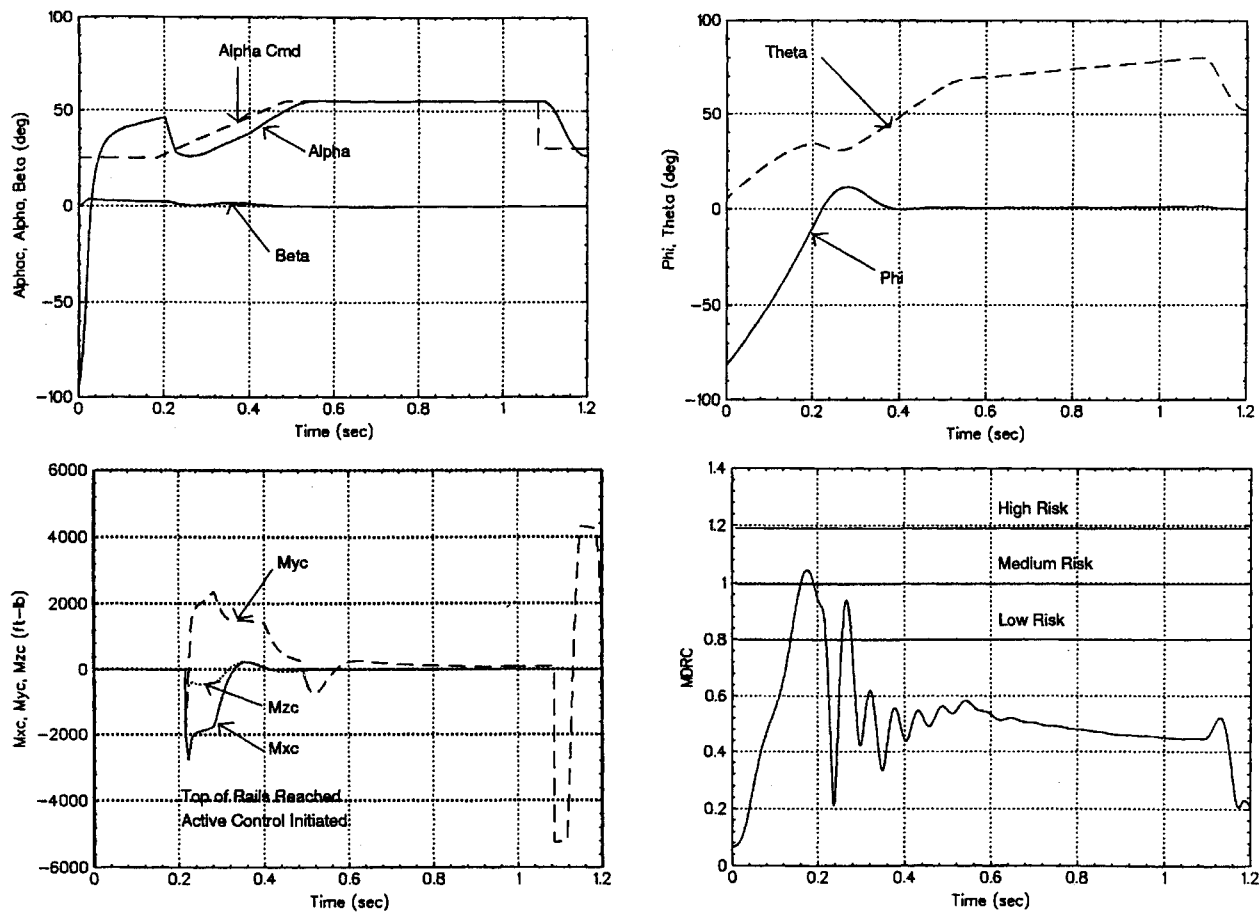 100
50
0
−50
−100
Alphac, Alpha, Beta (deg)
Alpha Cmd
Alpha
Beta
0 0.2 0.4 0.6 0.8 1 1.2
Time (sec)
100
50
0
−50
−100
Phi, Theta (deg)
Theta
Phi
0 0.2 0.4 0.6 0.8 1 1.2
Time (sec)
6000
4000
2000
0
−2000
−4000
−6000
Mxc, Myc, Mzc (ft−lb)
Myc
Mzc
Mxc
Top of Rails Reached
Active Control Initiated
0 0.2 0.4 0.6 0.8 1 1.2
Time (sec)
1.4
1.2
1
0.8
0.6
0.4
0.2
0
MDRC
High Risk
Medium Risk
Low Risk
0 0.2 0.4 0.6 0.8 1 1.2
Time (sec)